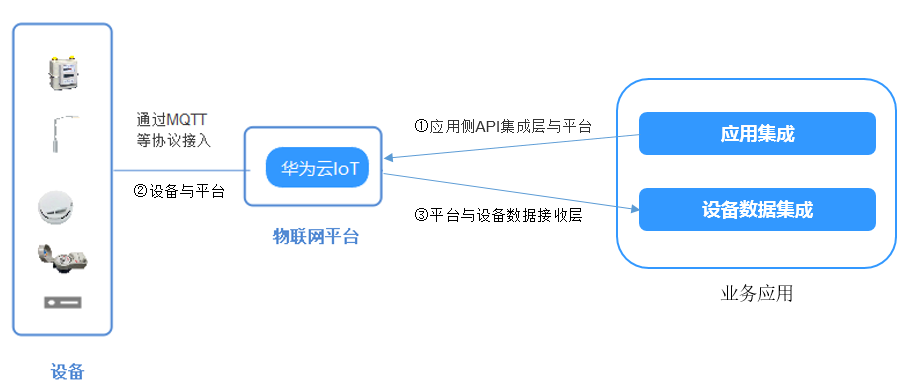 通过MQTT
等协议接入
②设备与平台
设备
华为云IoT
物联网平台
①应用侧API集成层与平台
③平台与设备数据接收层
应用集成
设备数据集成
业务应用